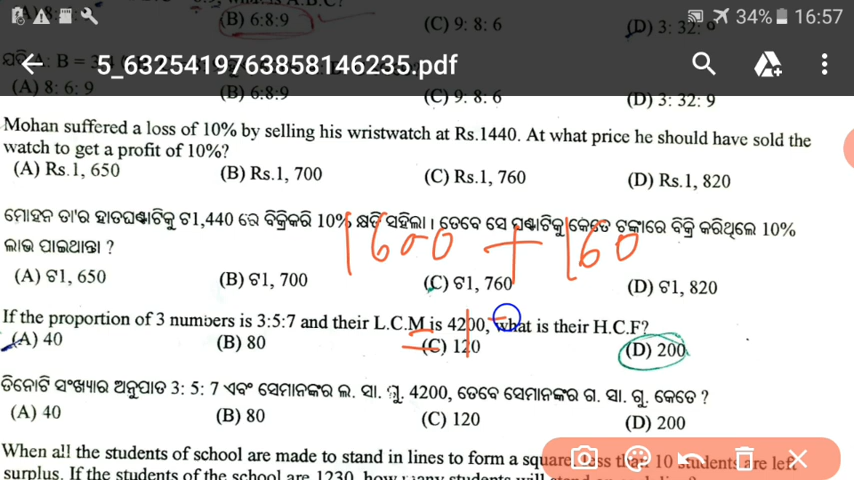 34% 16:57
(B) 6:8:9 (C) 9: 8: 6 (D) 3: 32: 9
5_6325419763858146235.pdf
(A) 8: 6: 9 (B) 6:8:9 (C) 9: 8: 6 (D) 3: 32: 9
Mohan suffered a loss of 10% by selling his wristwatch at Rs.1440. At what price he should have sold the
watch to get a profit of 10%?
(A) Rs.1, 650 (B) Rs.1, 700 (C) Rs.1, 760 (D) Rs.1, 820
ମୋହନ ତା'ର ହାତଘଣ୍ଟାଟିକୁ ଟ1,440 ରେ ବିକ୍ରିକରି 10% କ୍ଷତି ସହିଲା । ତେବେ ସେ ଘଣ୍ଟାଟିକୁ କେତେ ଟଙ୍କାରେ ବିକ୍ରି କରିଥିଲେ 10%
ଲାଭ ପାଇଥାନ୍ତା ?
1600 + 160
(A) ଟ1, 650 (B) ଟ1, 700 (C) ଟ1, 760 (D) ଟ1, 820
If the proportion of 3 numbers is 3:5:7 and their L.C.M is 4200, what is their H.C.F?
(A) 40 (B) 80 (C) 120 (D) 200
ତିନୋଟି ସଂଖ୍ୟାର ଅନୁପାତ 3: 5: 7 ଏବଂ ସେମାନଙ୍କର ଲ. ସା. ଗୁ. 4200, ତେବେ ସେମାନଙ୍କର ଗ. ସା. ଗୁ. କେତେ ?
(A) 40 (B) 80 (C) 120 (D) 200
When all the students of school are made to stand in lines to form a square, less than 10 students are left
surplus. If the students of the school are 1230, how many students will